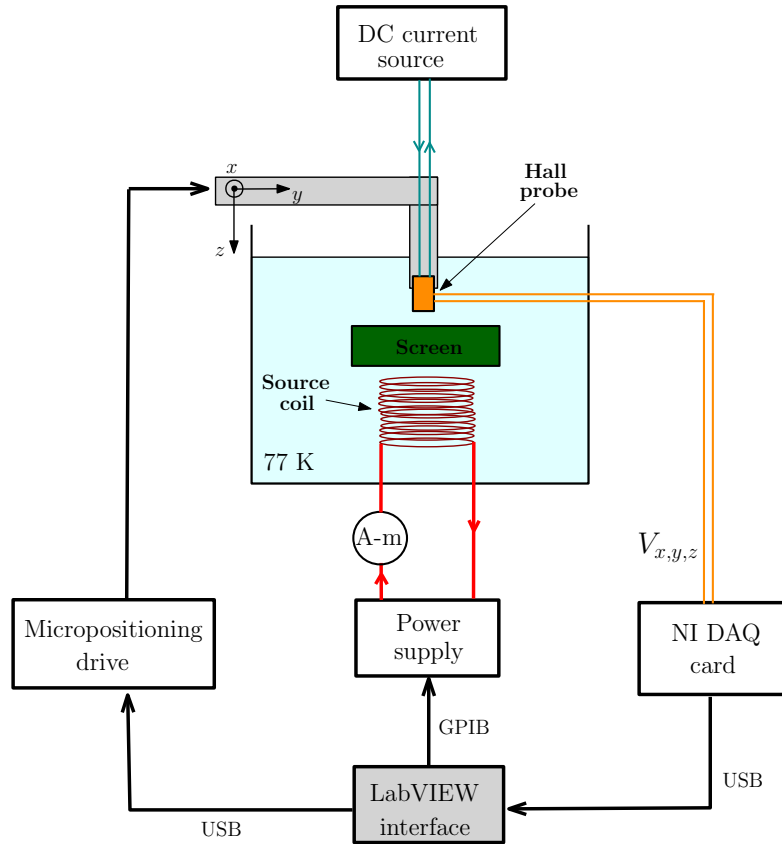 DC current
source
x
y
z
Hall
probe
Screen
Source
coil
77 K
A-m
V_{x,y,z}
Micropositioning
drive
Power
supply
NI DAQ
card
GPIB
USB
USB
LabVIEW
interface